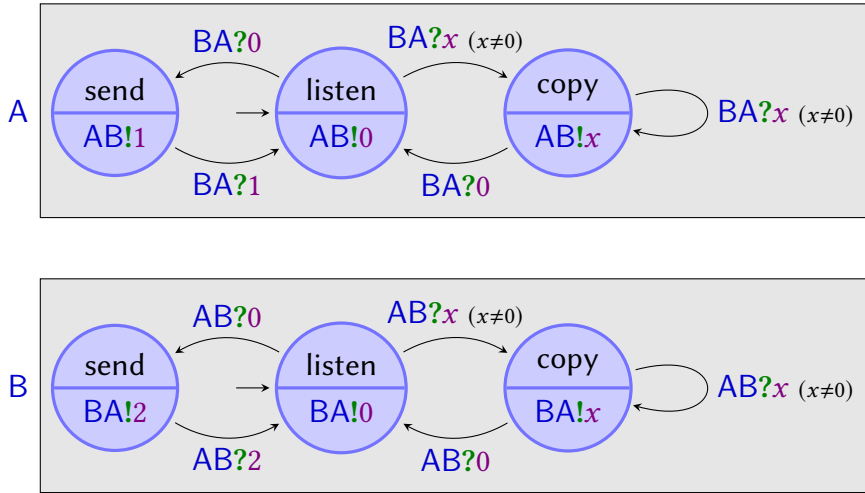 BA?0 BA?x (x≠0)
send listen copy
A AB!1 AB!0 AB!x BA?x (x≠0)
BA?1 BA?0
AB?0 AB?x (x≠0)
send listen copy
B BA!2 BA!0 BA!x AB?x (x≠0)
AB?2 AB?0